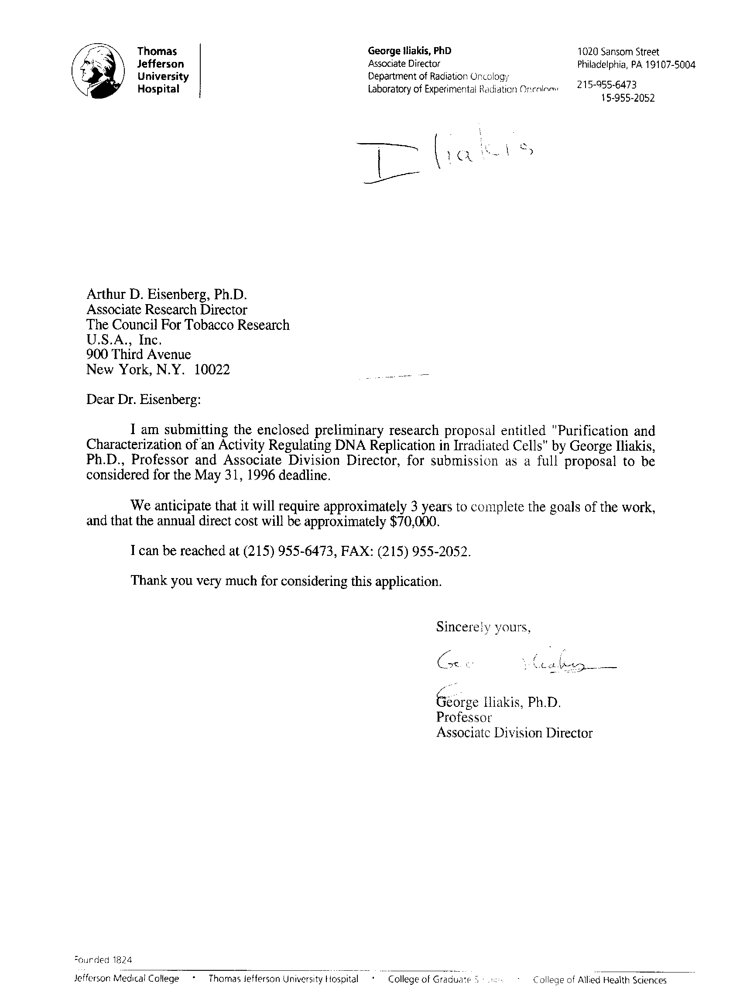 Thomas
Jefferson
University
Hospital
George Iliakis, PhD
Associate Director
Department of Radiation Oncology
Laboratory of Experimental Radiation Oncology
1020 Sansom Street
Philadelphia, PA 19107-5004
215-955-6473
15-955-2052
Iliakis
Arthur D. Eisenberg, Ph.D.
Associate Research Director
The Council For Tobacco Research
U.S.A., Inc.
900 Third Avenue
New York, N.Y. 10022
Dear Dr. Eisenberg:
I am submitting the enclosed preliminary research proposal entitled "Purification and
Characterization of an Activity Regulating DNA Replication in Irradiated Cells" by George Iliakis,
Ph.D., Professor and Associate Division Director, for submission as a full proposal to be
considered for the May 31, 1996 deadline.
We anticipate that it will require approximately 3 years to complete the goals of the work,
and that the annual direct cost will be approximately $70,000.
I can be reached at (215) 955-6473, FAX: (215) 955-2052.
Thank you very much for considering this application.
Sincerely yours,
George Iliakis, Ph.D.
Professor
Associate Division Director
Founded 1824
Jefferson Medical College · Thomas Jefferson University Hospital · College of Graduate · College of Allied Health Sciences